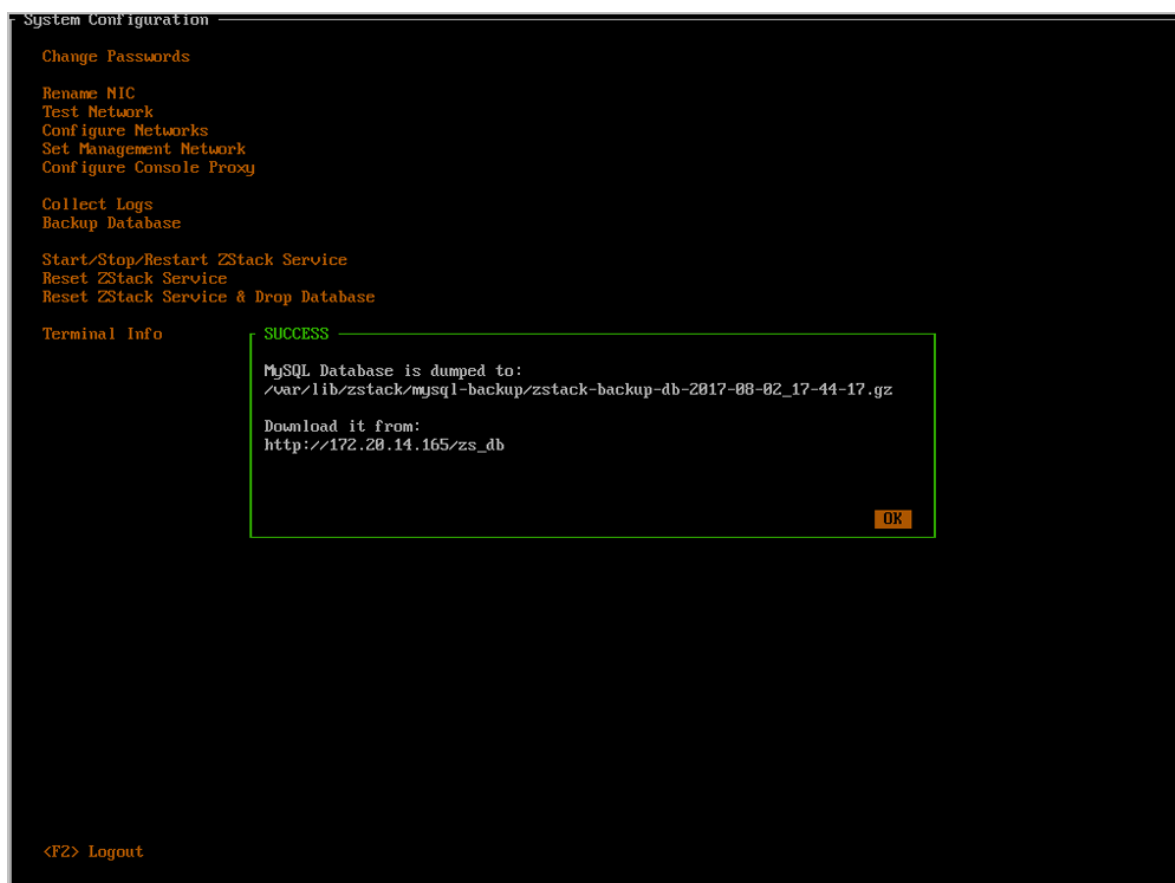 System Configuration
Change Passwords
Rename NIC
Test Network
Configure Networks
Set Management Network
Configure Console Proxy
Collect Logs
Backup Database
Start/Stop/Restart ZStack Service
Reset ZStack Service
Reset ZStack Service & Drop Database
Terminal Info
SUCCESS
MySQL Database is dumped to:
/var/lib/zstack/mysql-backup/zstack-backup-db-2017-08-02_17-44-17.gz
Download it from:
http://172.20.14.165/zs_db
OK
<F2> Logout